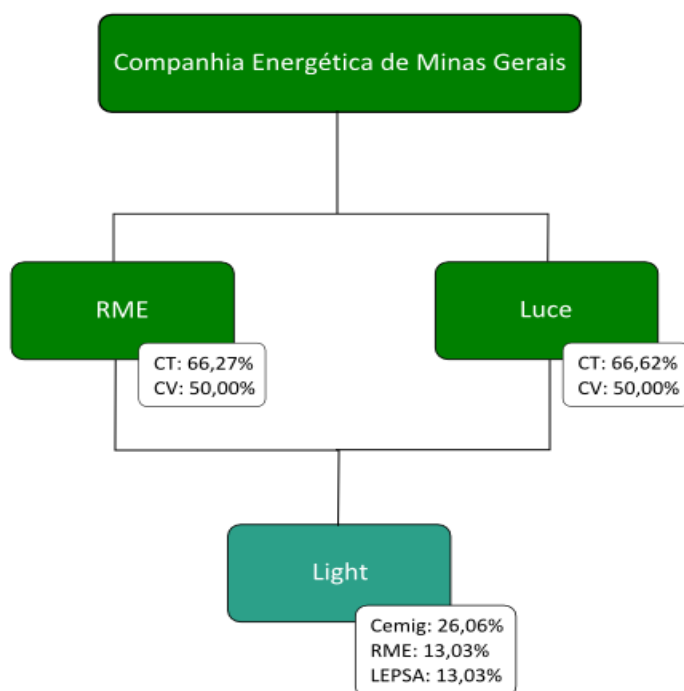 Companhia Energética de Minas Gerais
RME
CT: 66,27%
CV: 50,00%
Luce
CT: 66,62%
CV: 50,00%
Light
Cemig: 26,06%
RME: 13,03%
LEPSA: 13,03%